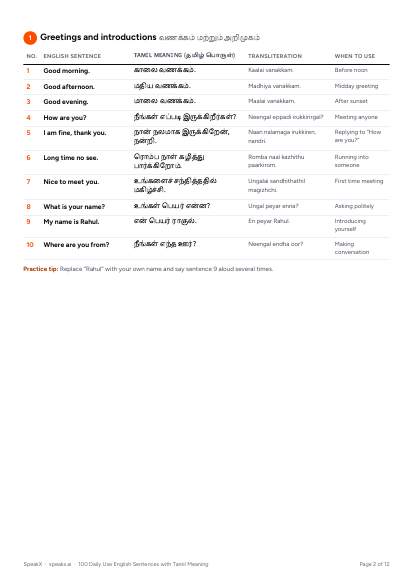 1 Greetings and introductions வணக்கம் மற்றும் அறிமுகம்
NO. ENGLISH SENTENCE TAMIL MEANING (தமிழ் பொருள்) TRANSLITERATION WHEN TO USE
1 Good morning. காலை வணக்கம். Kaalai vanakkam. Before noon
2 Good afternoon. மதிய வணக்கம். Madhiya vanakkam. Midday greeting
3 Good evening. மாலை வணக்கம். Maalai vanakkam. After sunset
4 How are you? நீங்கள் எப்படி இருக்கிறீர்கள்? Neengal eppadi irukkiringal? Meeting anyone
5 I am fine, thank you. நான் நலமாக இருக்கிறேன், Naan nalamaga irukkiren, Replying to "How
நன்றி. nandri. are you?"
6 Long time no see. ரொம்ப நாள் கழித்து Romba naal kazhithu Running into
பார்க்கிறோம். paarkirom. someone
7 Nice to meet you. உங்களைச் சந்தித்ததில் Ungalai sandhithathil First time meeting
மகிழ்ச்சி. magizhchi.
8 What is your name? உங்கள் பெயர் என்ன? Ungal peyar enna? Asking politely
9 My name is Rahul. என் பெயர் ராகுல். En peyar Rahul. Introducing
yourself
10 Where are you from? நீங்கள் எந்த ஊர்? Neengal endha oor? Making
conversation
Practice tip: Replace "Rahul" with your own name and say sentence 9 aloud several times.
SpeakX · speakx.ai · 100 Daily Use English Sentences with Tamil Meaning Page 2 of 12